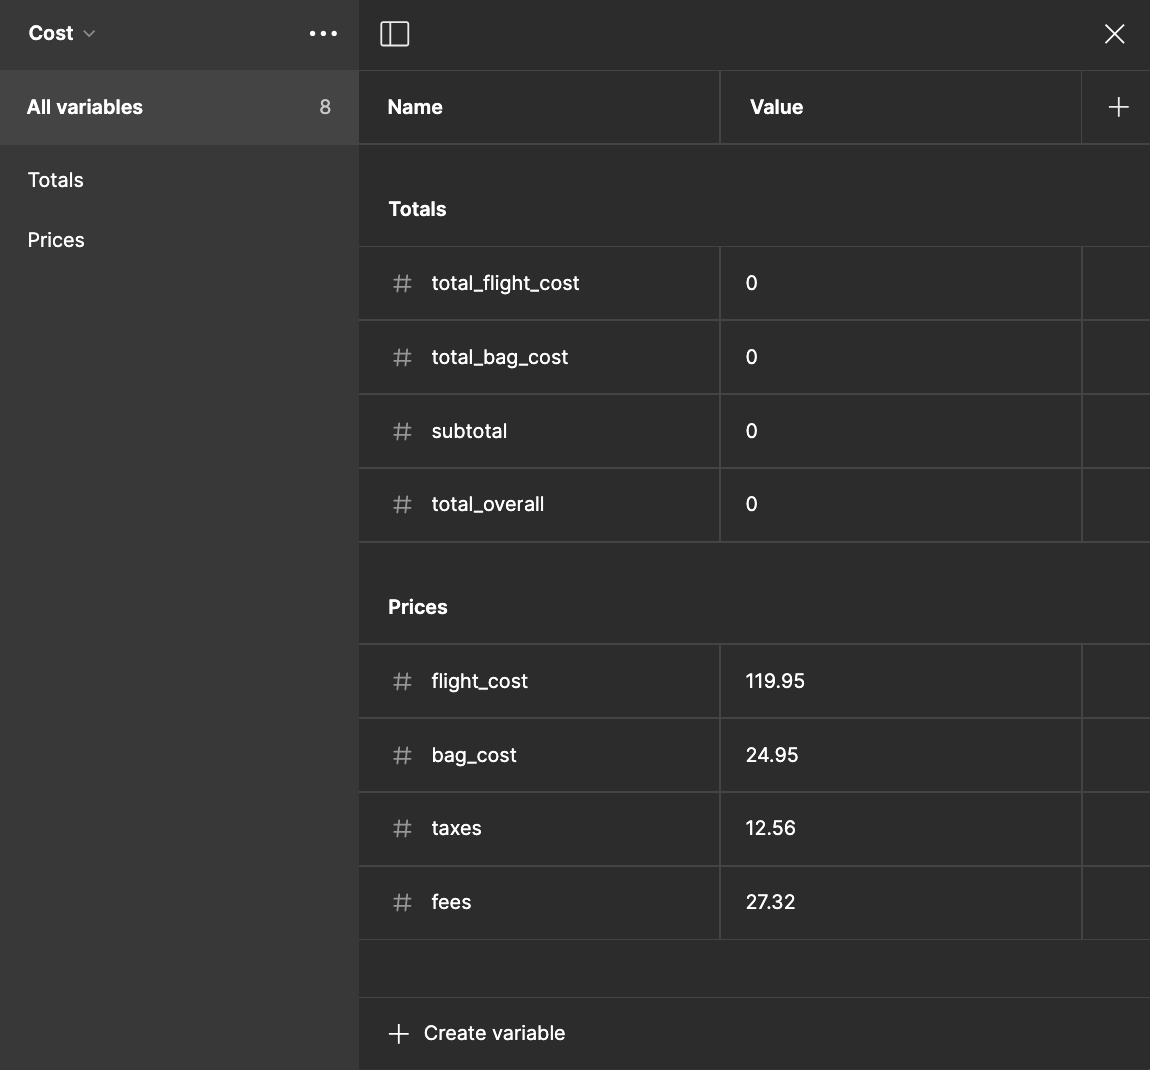 Cost
All variables 8
Totals
Prices
Name Value
Totals
# total_flight_cost 0
# total_bag_cost 0
# subtotal 0
# total_overall 0
Prices
# flight_cost 119.95
# bag_cost 24.95
# taxes 12.56
# fees 27.32
+ Create variable